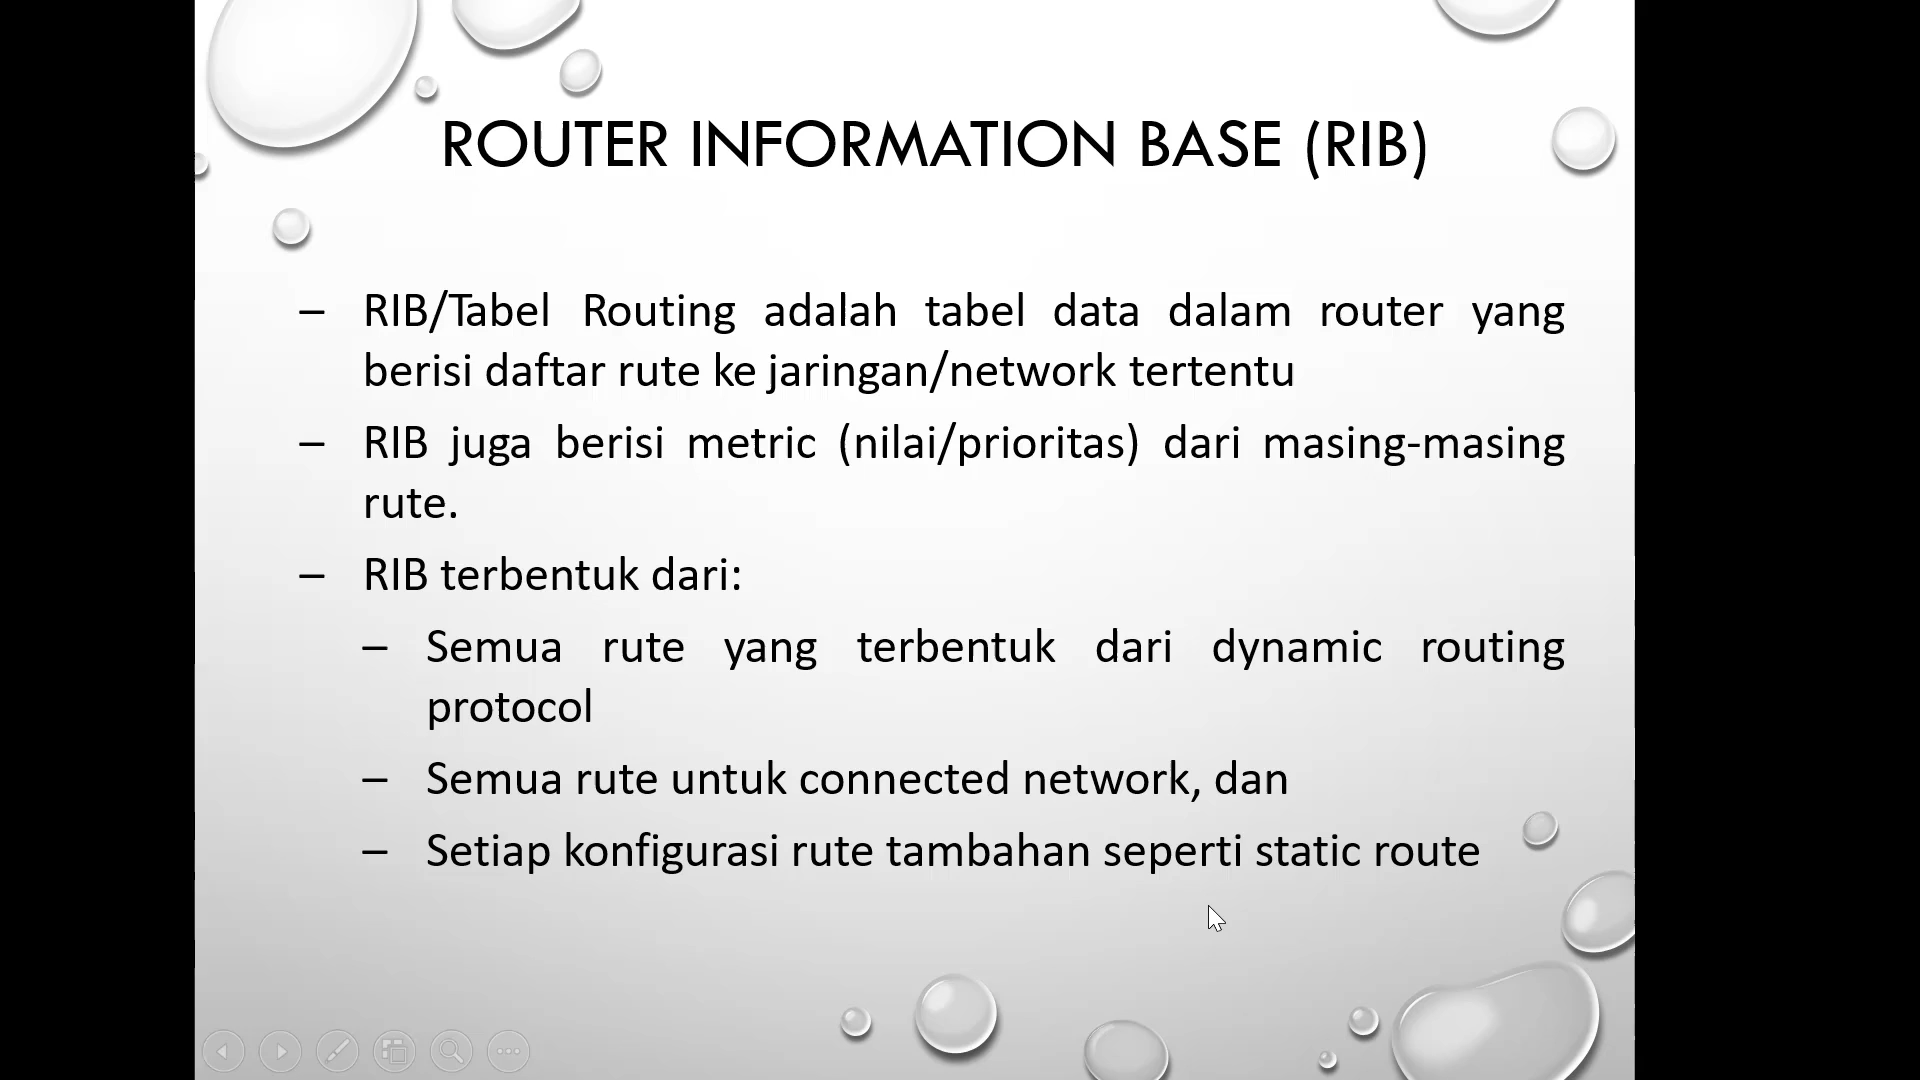 ROUTER INFORMATION BASE (RIB)
– RIB/Tabel Routing adalah tabel data dalam router yang
berisi daftar rute ke jaringan/network tertentu
– RIB juga berisi metric (nilai/prioritas) dari masing-masing
rute.
– RIB terbentuk dari:
– Semua rute yang terbentuk dari dynamic routing
protocol
– Semua rute untuk connected network, dan
– Setiap konfigurasi rute tambahan seperti static route